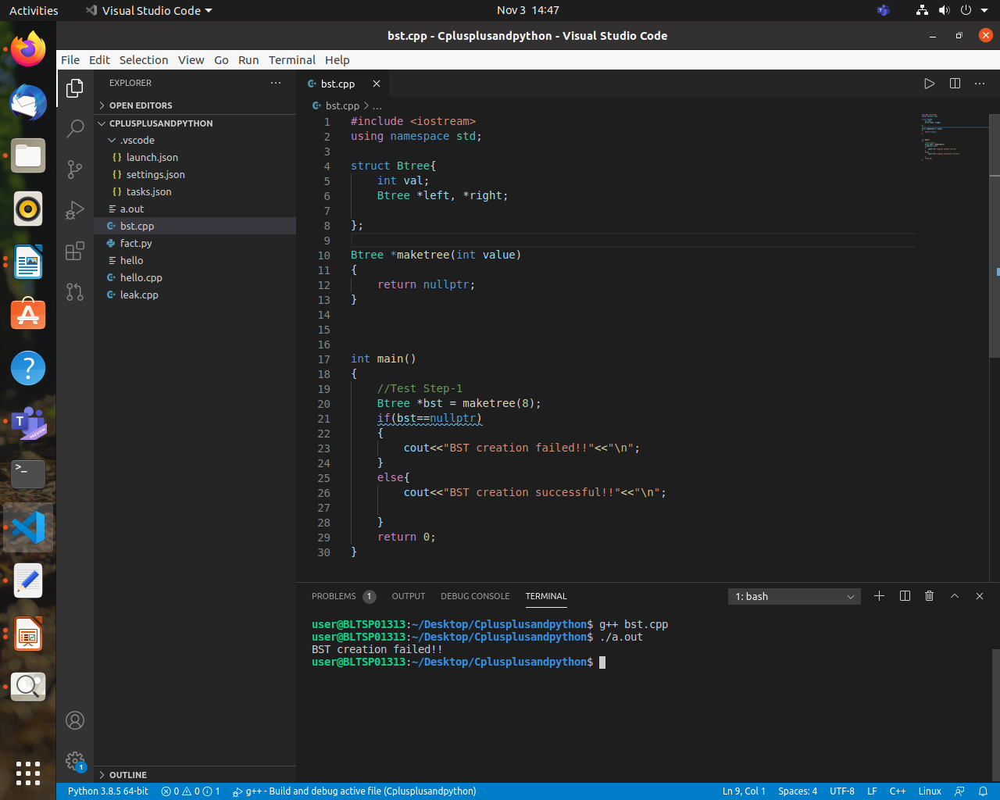 Activities
Visual Studio Code
Nov 3 14:47
bst.cpp - Cplusplusandpython - Visual Studio Code
File Edit Selection View Go Run Terminal Help
EXPLORER
OPEN EDITORS
CPLUSPLUSANDPYTHON
.vscode
{} launch.json
{} settings.json
{} tasks.json
a.out
bst.cpp
fact.py
hello
hello.cpp
leak.cpp
OUTLINE
bst.cpp
bst.cpp > ...
1 #include <iostream>
2 using namespace std;
3
4 struct Btree{
5 int val;
6 Btree *left, *right;
7
8 };
9
10 Btree *maketree(int value)
11 {
12 return nullptr;
13 }
14
15
16
17 int main()
18 {
19 //Test Step-1
20 Btree *bst = maketree(8);
21 if(bst==nullptr)
22 {
23 cout<<"BST creation failed!!"<<"\n";
24 }
25 else{
26 cout<<"BST creation successful!!"<<"\n";
27
28 }
29 return 0;
30 }
PROBLEMS 1 OUTPUT DEBUG CONSOLE TERMINAL 1: bash
user@BLTSP01313:~/Desktop/Cplusplusandpython$ g++ bst.cpp
user@BLTSP01313:~/Desktop/Cplusplusandpython$ ./a.out
BST creation failed!!
user@BLTSP01313:~/Desktop/Cplusplusandpython$
1
Python 3.8.5 64-bit 0 0 1 g++ - Build and debug active file (Cplusplusandpython) Ln 9, Col 1 Spaces: 4 UTF-8 LF C++ Linux